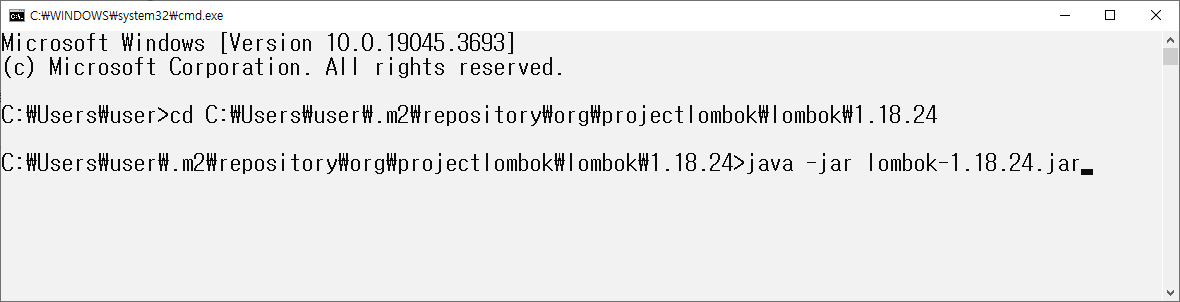 C:₩WINDOWS₩system32₩cmd.exe
Microsoft Windows [Version 10.0.19045.3693]
(c) Microsoft Corporation. All rights reserved.
C:₩Users₩user>cd C:₩Users₩user₩.m2₩repository₩org₩projectlombok₩lombok₩1.18.24
C:₩Users₩user₩.m2₩repository₩org₩projectlombok₩lombok₩1.18.24>java -jar lombok-1.18.24.jar